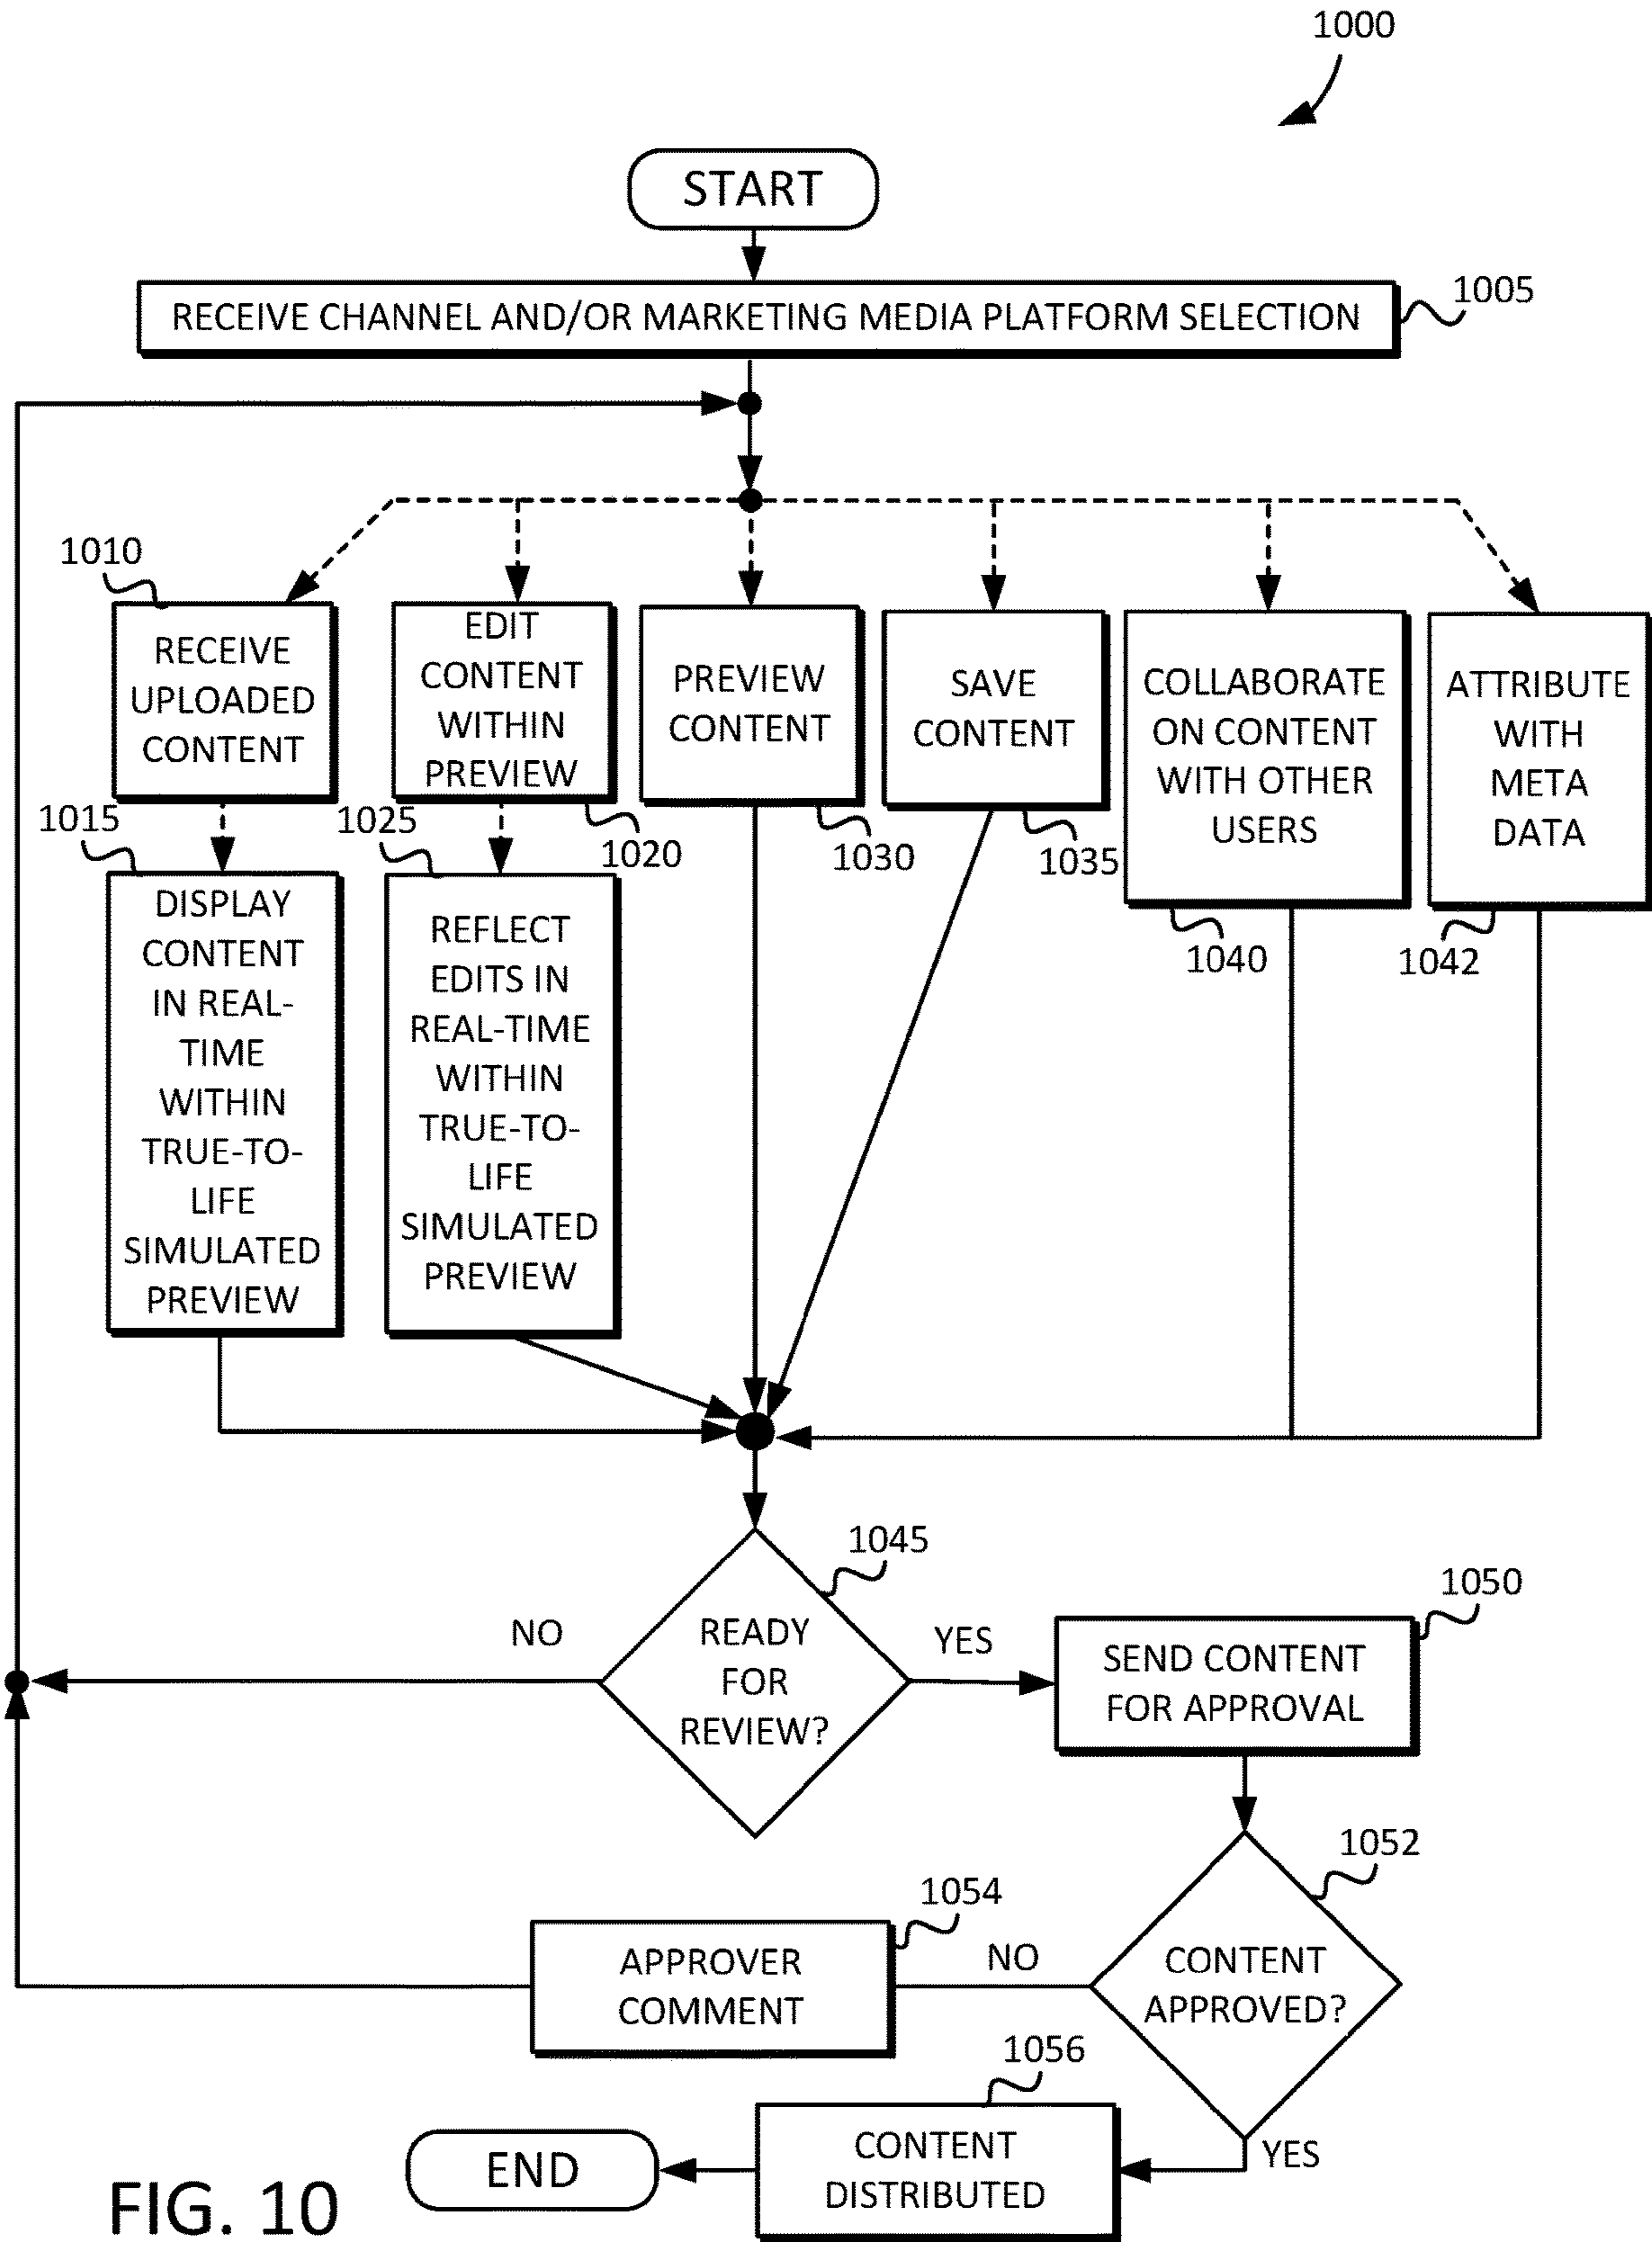 1000
START
RECEIVE CHANNEL AND/OR MARKETING MEDIA PLATFORM SELECTION
1005
1010
RECEIVE
UPLOADED
CONTENT
EDIT
CONTENT
WITHIN
PREVIEW
PREVIEW
CONTENT
SAVE
CONTENT
COLLABORATE
ON CONTENT
WITH OTHER
USERS
ATTRIBUTE
WITH
META
DATA
1015
1025
1020
1030
1035
1040
1042
DISPLAY
CONTENT
IN REAL-
TIME
WITHIN
TRUE-TO-
LIFE
SIMULATED
PREVIEW
REFLECT
EDITS IN
REAL-TIME
WITHIN
TRUE-TO-
LIFE
SIMULATED
PREVIEW
1045
READY
FOR
REVIEW?
NO
YES
1050
SEND CONTENT
FOR APPROVAL
1052
CONTENT
APPROVED?
NO
1054
APPROVER
COMMENT
YES
1056
CONTENT
DISTRIBUTED
END
FIG. 10